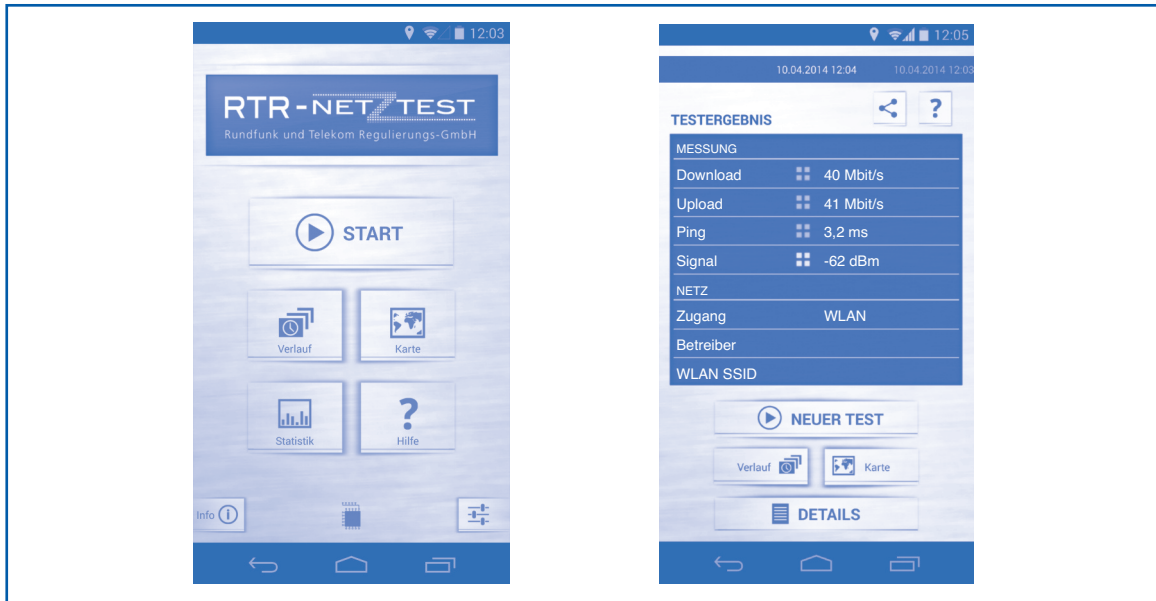 12:03
RTR-NETZTEST
Rundfunk und Telekom Regulierungs-GmbH
START
Verlauf
Karte
Statistik
?
Hilfe
Info i
12:05
10.04.2014 12:04
10.04.2014 12:03
TESTERGEBNIS
?
MESSUNG
Download 40 Mbit/s
Upload 41 Mbit/s
Ping 3,2 ms
Signal -62 dBm
NETZ
Zugang WLAN
Betreiber
WLAN SSID
NEUER TEST
Verlauf
Karte
DETAILS